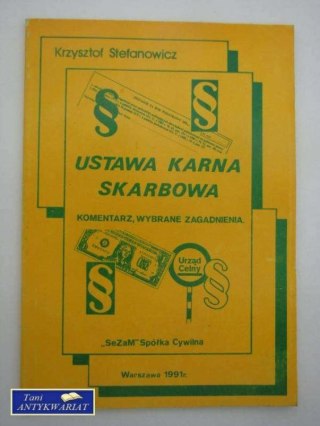 Krzysztof Stefanowicz
USTAWA KARNA
SKARBOWA
KOMENTARZ, WYBRANE ZAGADNIENIA.
Urząd
Celny
„SeZaM" Spółka Cywilna
Warszawa 1991r.
Tani
ANTYKWARIAT